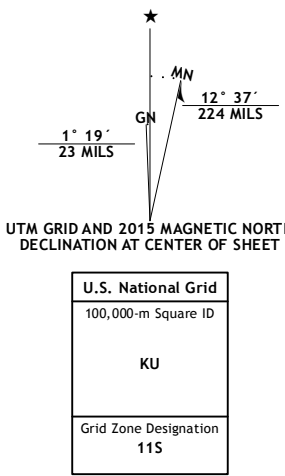 ★
MN
GN
12° 37´
224 MILS
1° 19´
23 MILS
UTM GRID AND 2015 MAGNETIC NORTH
DECLINATION AT CENTER OF SHEET
U.S. National Grid
100,000-m Square ID
KU
Grid Zone Designation
11S